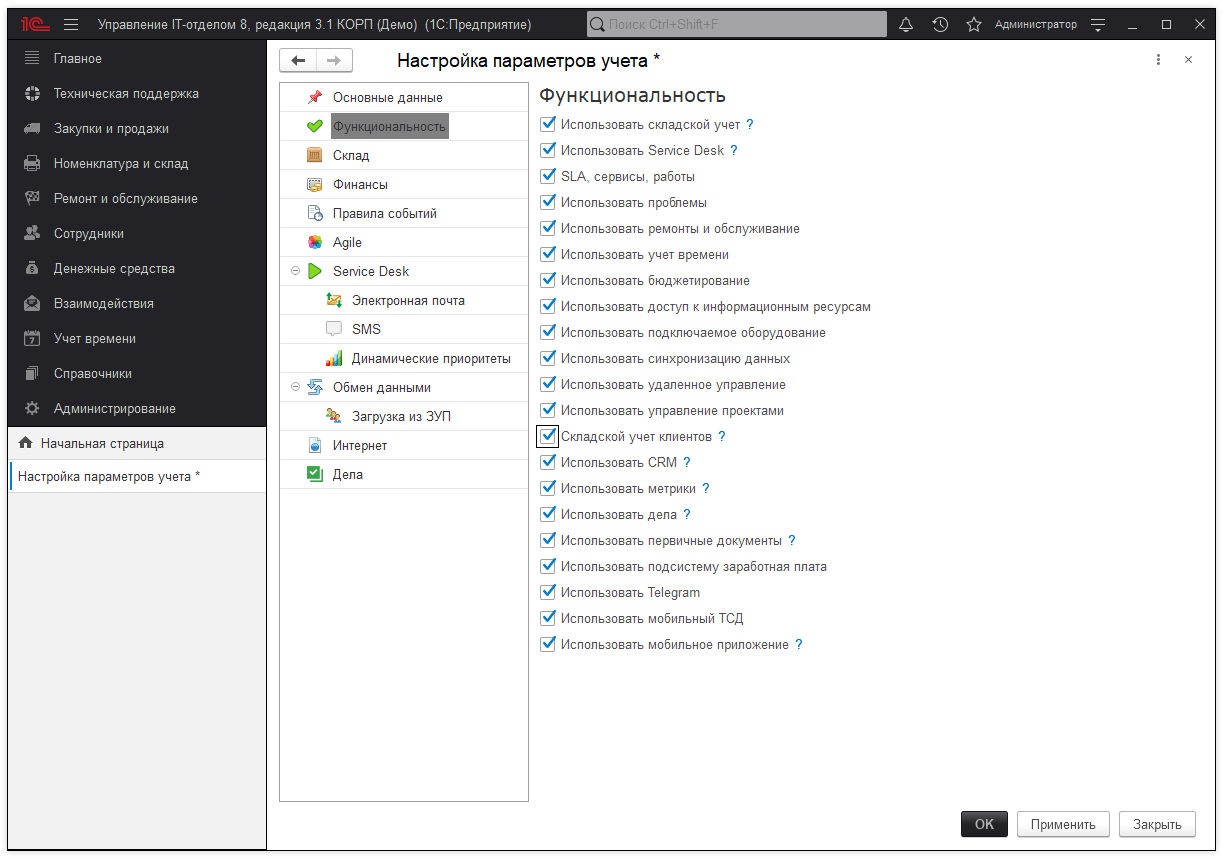 1С Управление IT-отделом 8, редакция 3.1 КОРП (Демо) (1С:Предприятие) Поиск Ctrl+Shift+F Администратор
Главное
Техническая поддержка
Закупки и продажи
Номенклатура и склад
Ремонт и обслуживание
Сотрудники
Денежные средства
Взаимодействия
Учет времени
Справочники
Администрирование
Начальная страница
Настройка параметров учета *
Настройка параметров учета *
Основные данные
Функциональность
Склад
Финансы
Правила событий
Agile
Service Desk
Электронная почта
SMS
Динамические приоритеты
Обмен данными
Загрузка из ЗУП
Интернет
Дела
Функциональность
Использовать складской учет ?
Использовать Service Desk ?
SLA, сервисы, работы
Использовать проблемы
Использовать ремонты и обслуживание
Использовать учет времени
Использовать бюджетирование
Использовать доступ к информационным ресурсам
Использовать подключаемое оборудование
Использовать синхронизацию данных
Использовать удаленное управление
Использовать управление проектами
Складской учет клиентов ?
Использовать CRM ?
Использовать метрики ?
Использовать дела ?
Использовать первичные документы ?
Использовать подсистему заработная плата
Использовать Telegram
Использовать мобильный ТСД
Использовать мобильное приложение ?
ОК Применить Закрыть